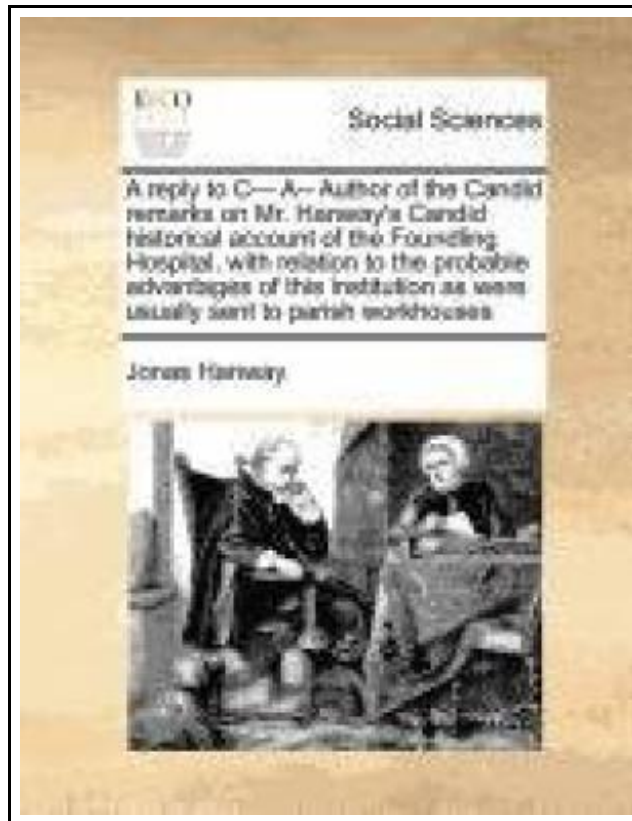 ECCO
Social Sciences
A reply to C--- A-- Author of the Candid
remarks on Mr. Hanway's Candid
historical account of the Foundling
Hospital, with relation to the probable
advantages of this institution as were
usually sent to parish workhouses
Jonas Hanway